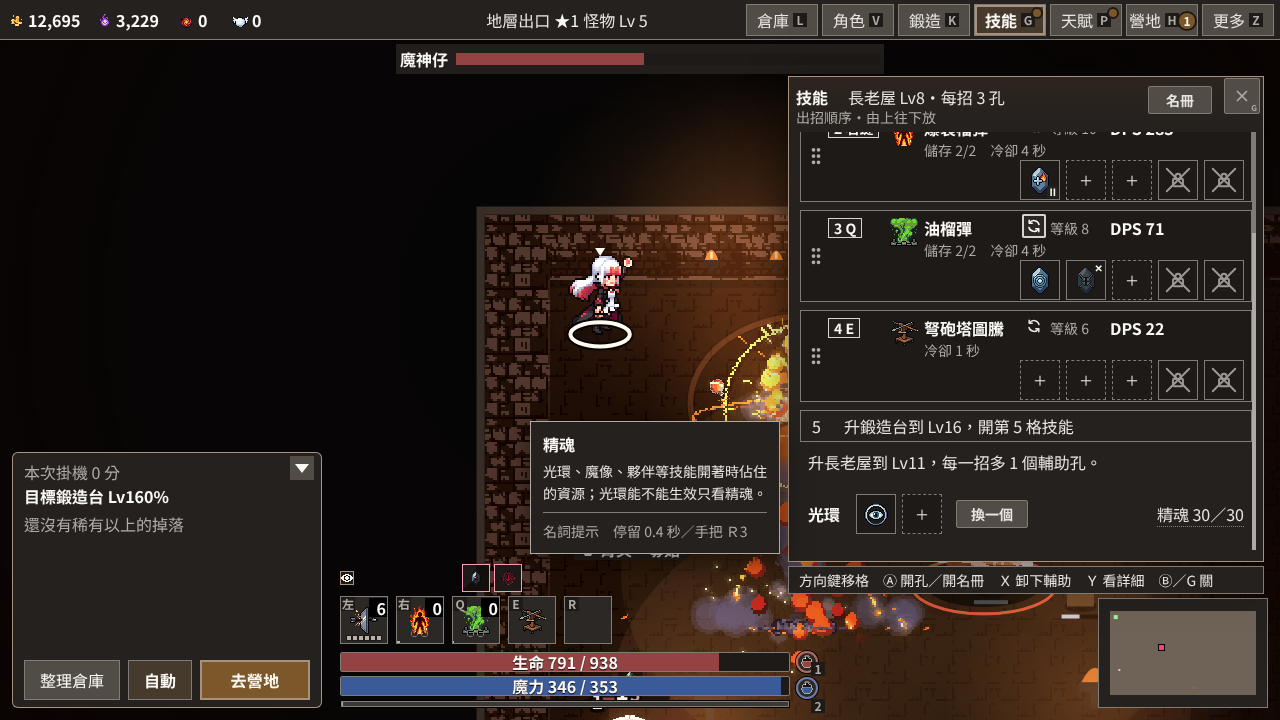 12,695
3,229
0
0
地層出口 ★1 怪物 Lv 5
倉庫 L
角色 V
鍛造 K
技能 G
天賦 P
營地 H 1
更多 Z
魔神仔
技能 長老屋 Lv8・每招 3 孔
名冊
G
出招順序・由上往下放
儲存 2/2 冷卻 4 秒
3 Q
油榴彈
等級 8
DPS 71
儲存 2/2 冷卻 4 秒
4 E
弩砲塔圖騰
等級 6
DPS 22
冷卻 1 秒
5 升鍛造台到 Lv16，開第 5 格技能
升長老屋到 Lv11，每一招多 1 個輔助孔。
光環
換一個
精魂 30／30
方向鍵移格 Ⓐ 開孔／開名冊 X 卸下輔助 Y 看詳細 Ⓑ／G 關
精魂
光環、魔像、夥伴等技能開著時佔住
的資源；光環能不能生效只看精魂。
名詞提示 停留 0.4 秒／手把 R3
本次掛機 0 分
目標鍛造台 Lv160%
還沒有稀有以上的掉落
整理倉庫
自動
去營地
左 6
右 0
Q 0
E
R
生命 791 / 938
魔力 346 / 353
1
2